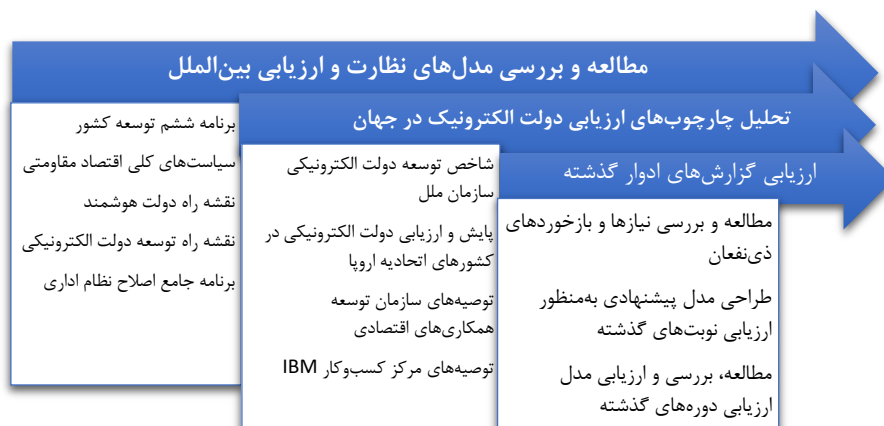 مطالعه و بررسی مدل‌های نظارت و ارزیابی بین‌الملل
برنامه ششم توسعه کشور
سیاست‌های کلی اقتصاد مقاومتی
نقشه راه دولت هوشمند
نقشه راه توسعه دولت الکترونیکی
برنامه جامع اصلاح نظام اداری
تحلیل چارچوب‌های ارزیابی دولت الکترونیک در جهان
شاخص توسعه دولت الکترونیکی
سازمان ملل
پایش و ارزیابی دولت الکترونیکی در
کشورهای اتحادیه اروپا
توصیه‌های سازمان توسعه
همکاری‌های اقتصادی
توصیه‌های مرکز کسب‌وکار IBM
ارزیابی گزارش‌های ادوار گذشته
مطالعه و بررسی نیازها و بازخوردهای
ذی‌نفعان
طراحی مدل پیشنهادی به‌منظور
ارزیابی نوبت‌های گذشته
مطالعه، بررسی و ارزیابی مدل
ارزیابی دوره‌های گذشته